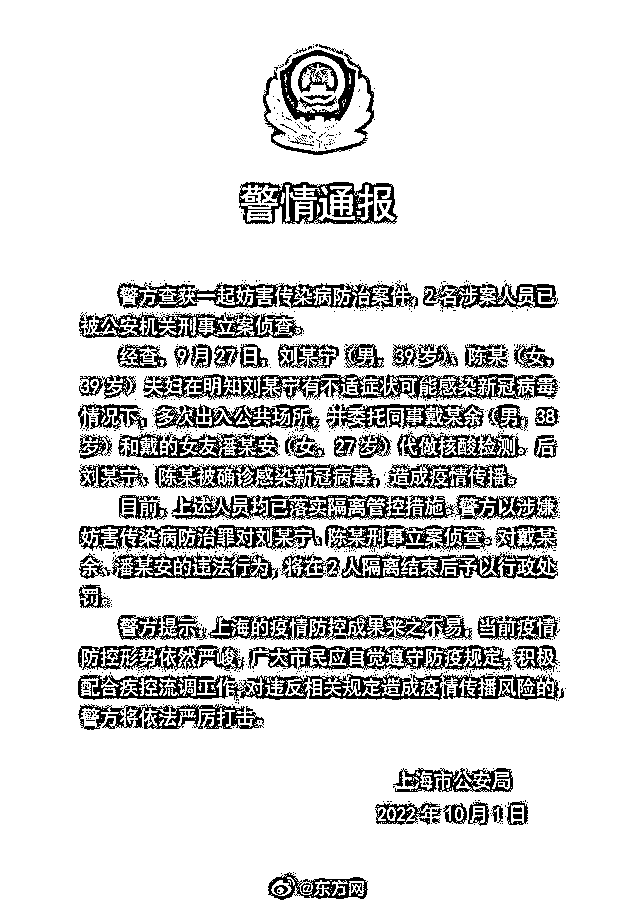 警情通报
警方查获一起妨害传染病防治案件，2名涉案人员已
被公安机关刑事立案侦查。
经查，9月27日，刘某宁（男，39岁）、陈某（女，
39岁）夫妇在明知刘某宁有不适症状可能感染新冠病毒
情况下，多次出入公共场所，并委托同事戴某余（男，38
岁）和戴的女友潘某安（女，27岁）代做核酸检测。后
刘某宁、陈某被确诊感染新冠病毒，造成疫情传播。
目前，上述人员均已落实隔离管控措施。警方以涉嫌
妨害传染病防治罪对刘某宁、陈某刑事立案侦查。对戴某
余、潘某安的违法行为，将在2人隔离结束后予以行政处
罚。
警方提示，上海的疫情防控成果来之不易，当前疫情
防控形势依然严峻，广大市民应自觉遵守防疫规定，积极
配合疾控流调工作，对违反相关规定造成疫情传播风险的，
警方将依法严厉打击。
上海市公安局
2022年10月1日
@东方网